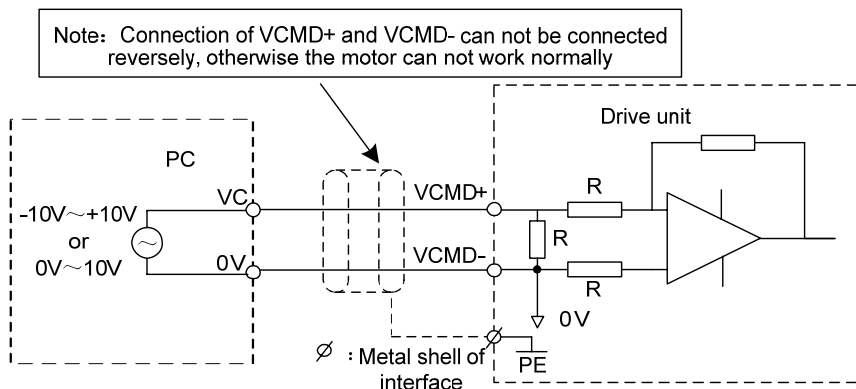 Note：Connection of VCMD+ and VCMD- can not be connected
reversely, otherwise the motor can not work normally
Drive unit
PC
VC
VCMD+
R
-10V～+10V
or
0V～10V
R
0V
VCMD-
R
0V
PE
：Metal shell of
interface